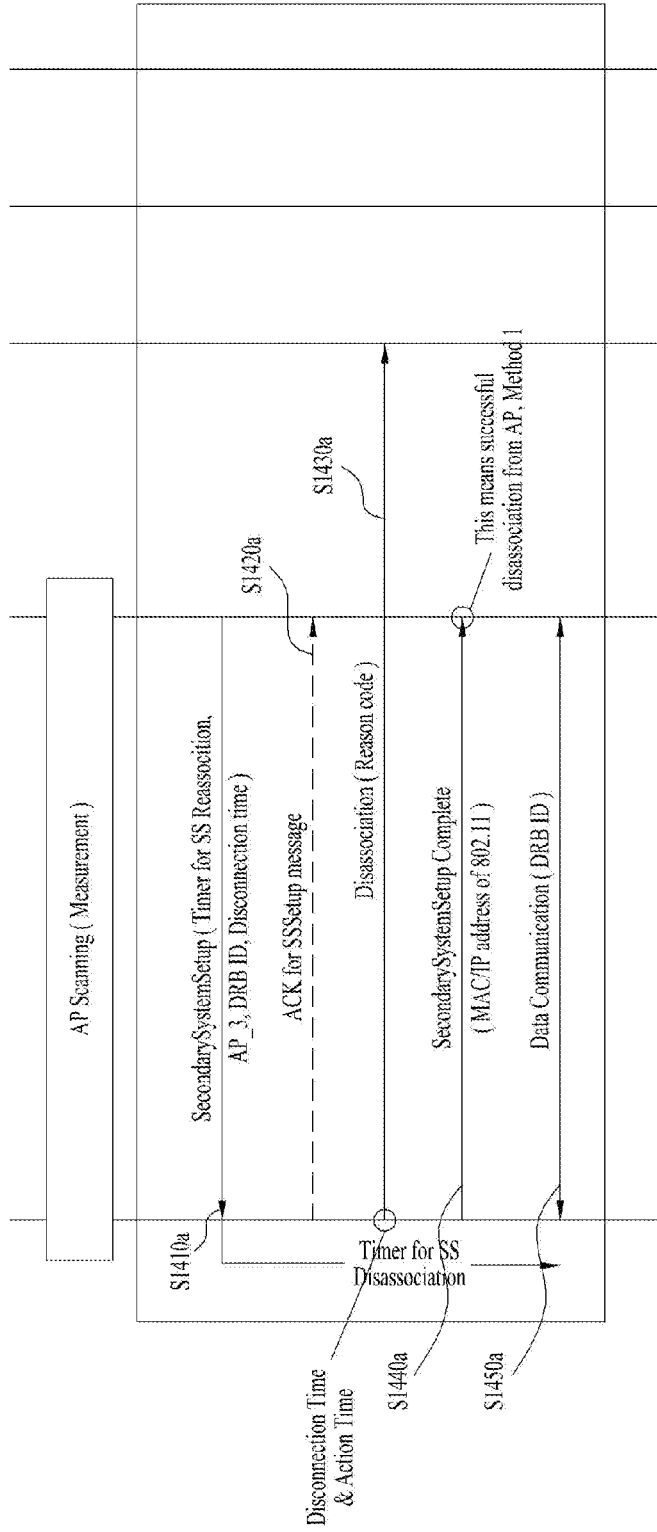 AP Scanning ( Measurement )
SecondarySystemSetup ( Timer for SS Reassocition,
AP_3, DRB ID, Disconnection time )
S1410a
ACK for SSSetup message
S1420a
Disassociation ( Reason code )
S1430a
Disconnection Time
& Action Time
Timer for SS
Disassociation
SecondarySystemSetup Complete
( MAC/IP address of 802.11 )
S1440a
This means successful
disassociation from AP, Method 1
Data Communication ( DRB ID )
S1450a